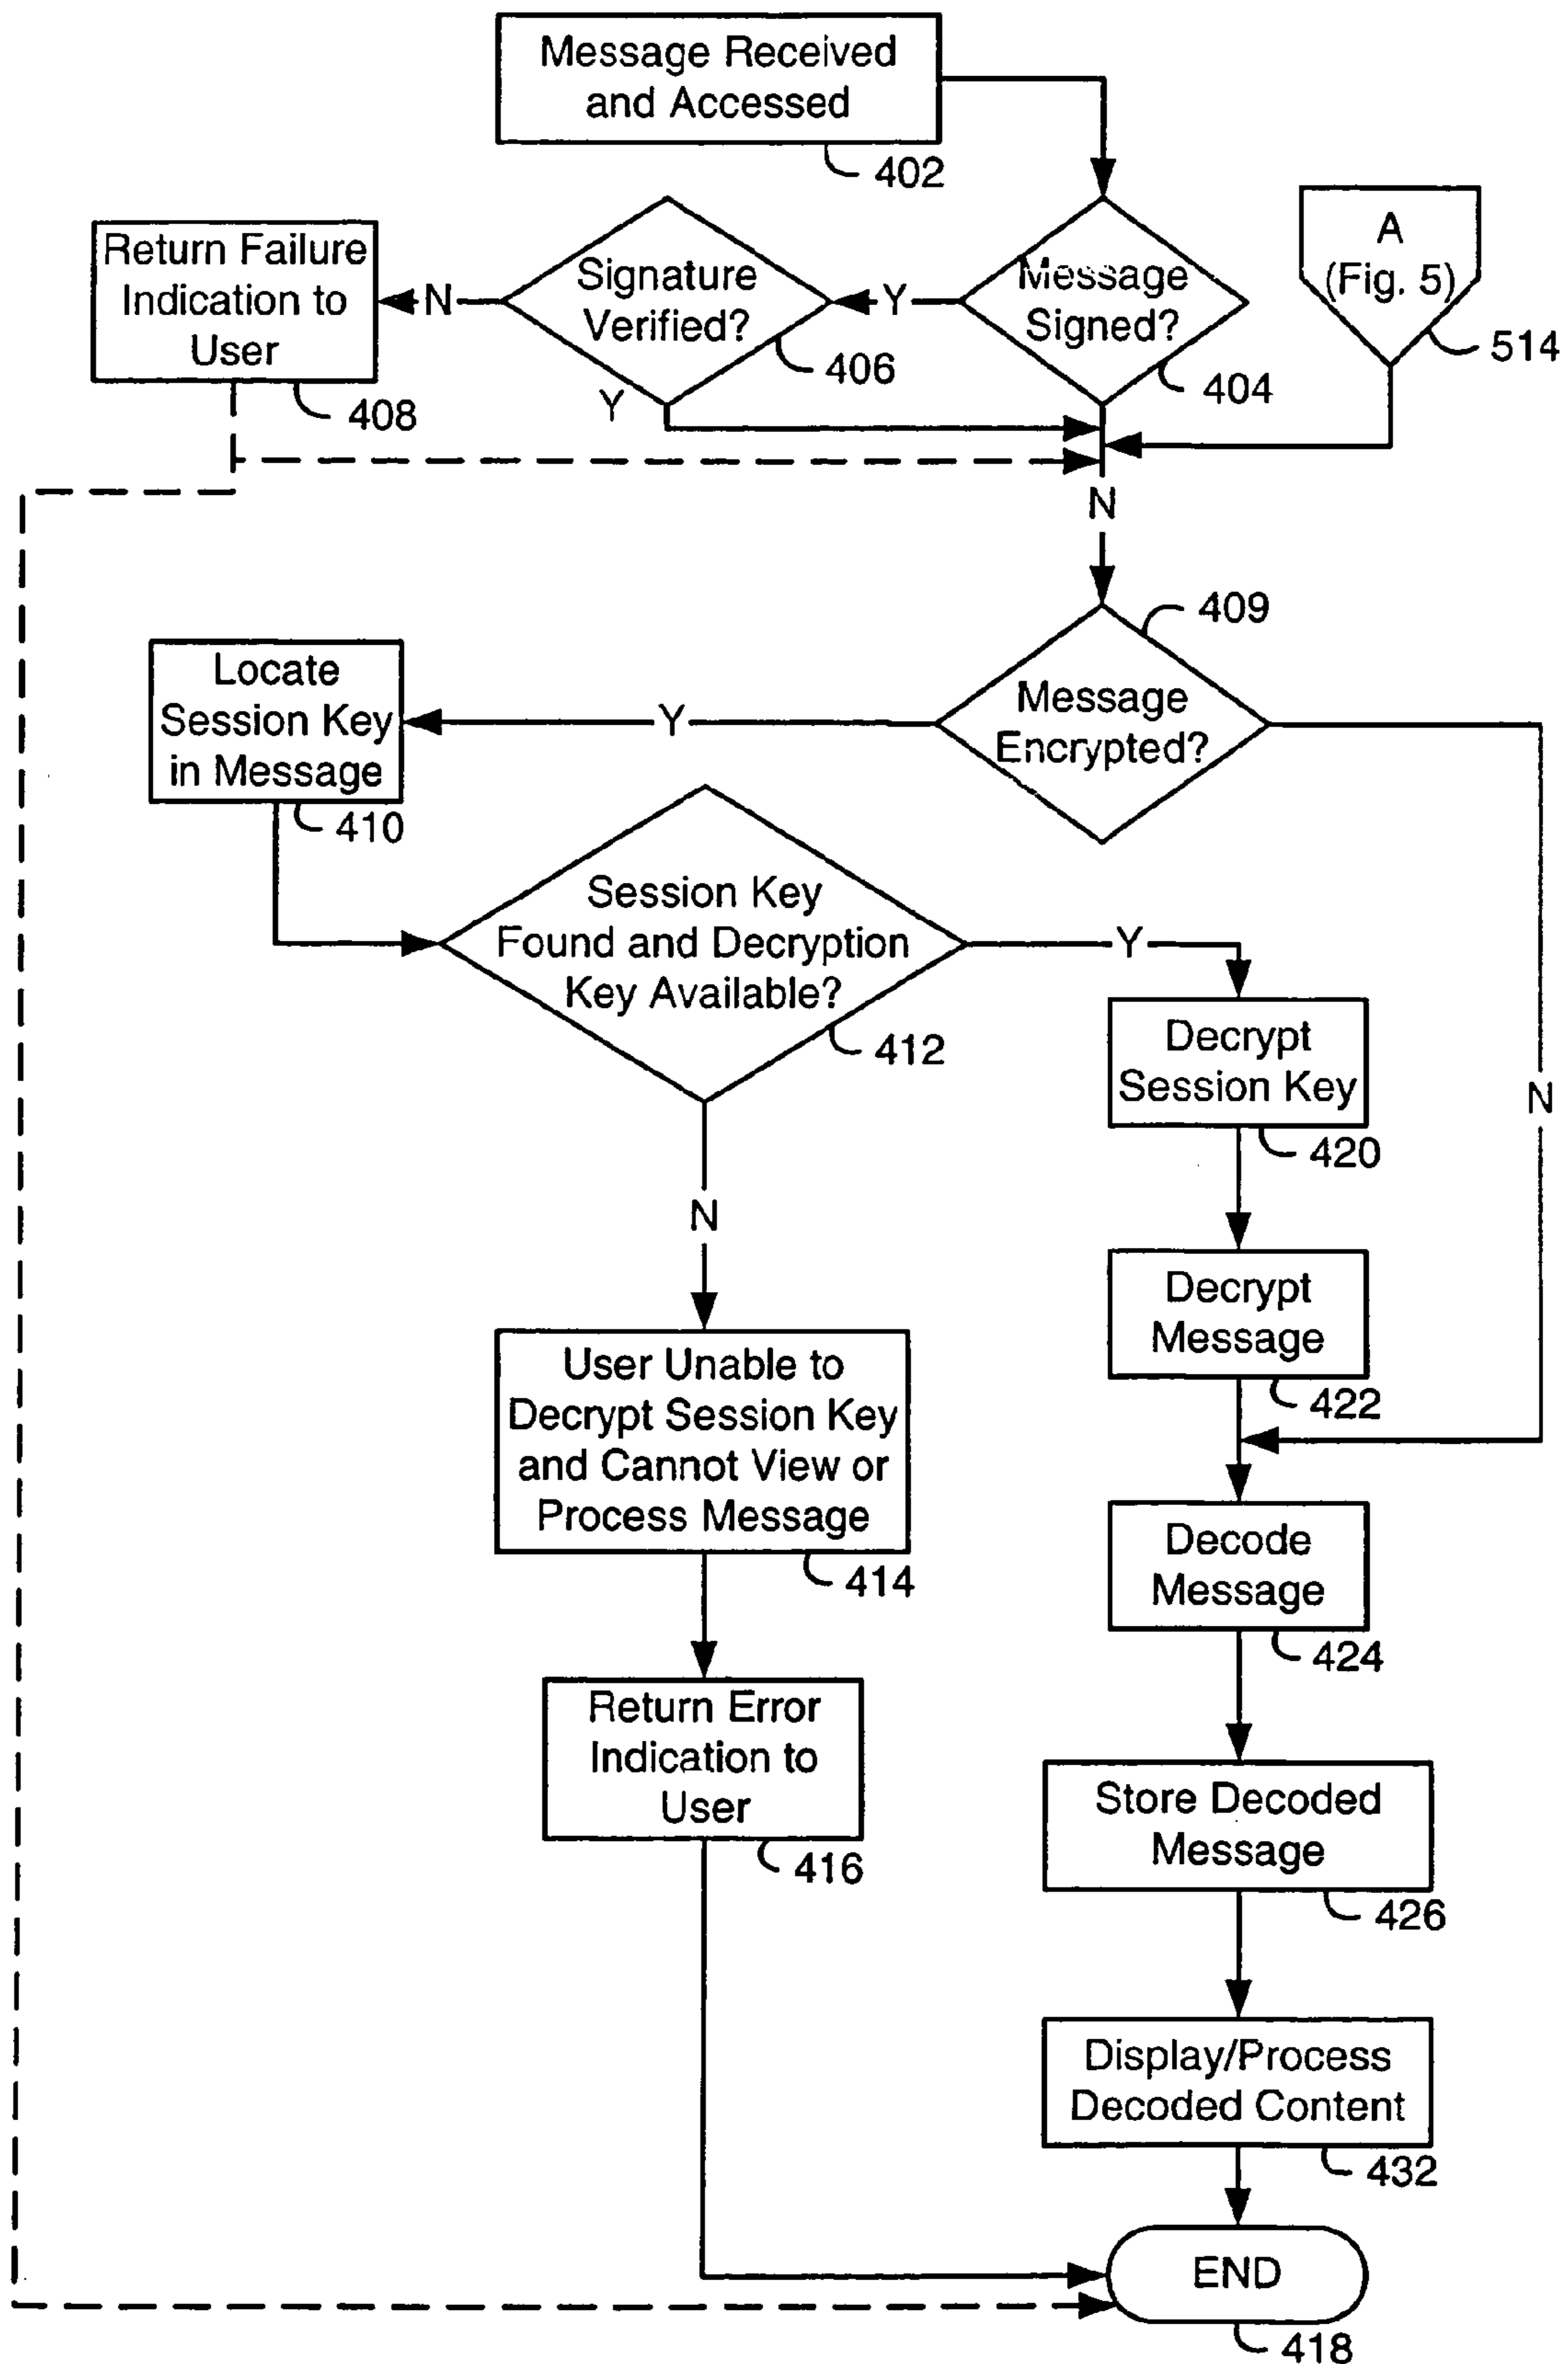 Message Received
and Accessed
402
Return Failure
Indication to
User
408
N
Signature
Verified?
406
Y
Y
Message
Signed?
404
A
(Fig. 5)
514
N
409
Message
Encrypted?
Y
N
Locate
Session Key
in Message
410
Session Key
Found and Decryption
Key Available?
412
Y
N
Decrypt
Session Key
420
Decrypt
Message
422
User Unable to
Decrypt Session Key
and Cannot View or
Process Message
414
Decode
Message
424
Return Error
Indication to
User
416
Store Decoded
Message
426
Display/Process
Decoded Content
432
END
418